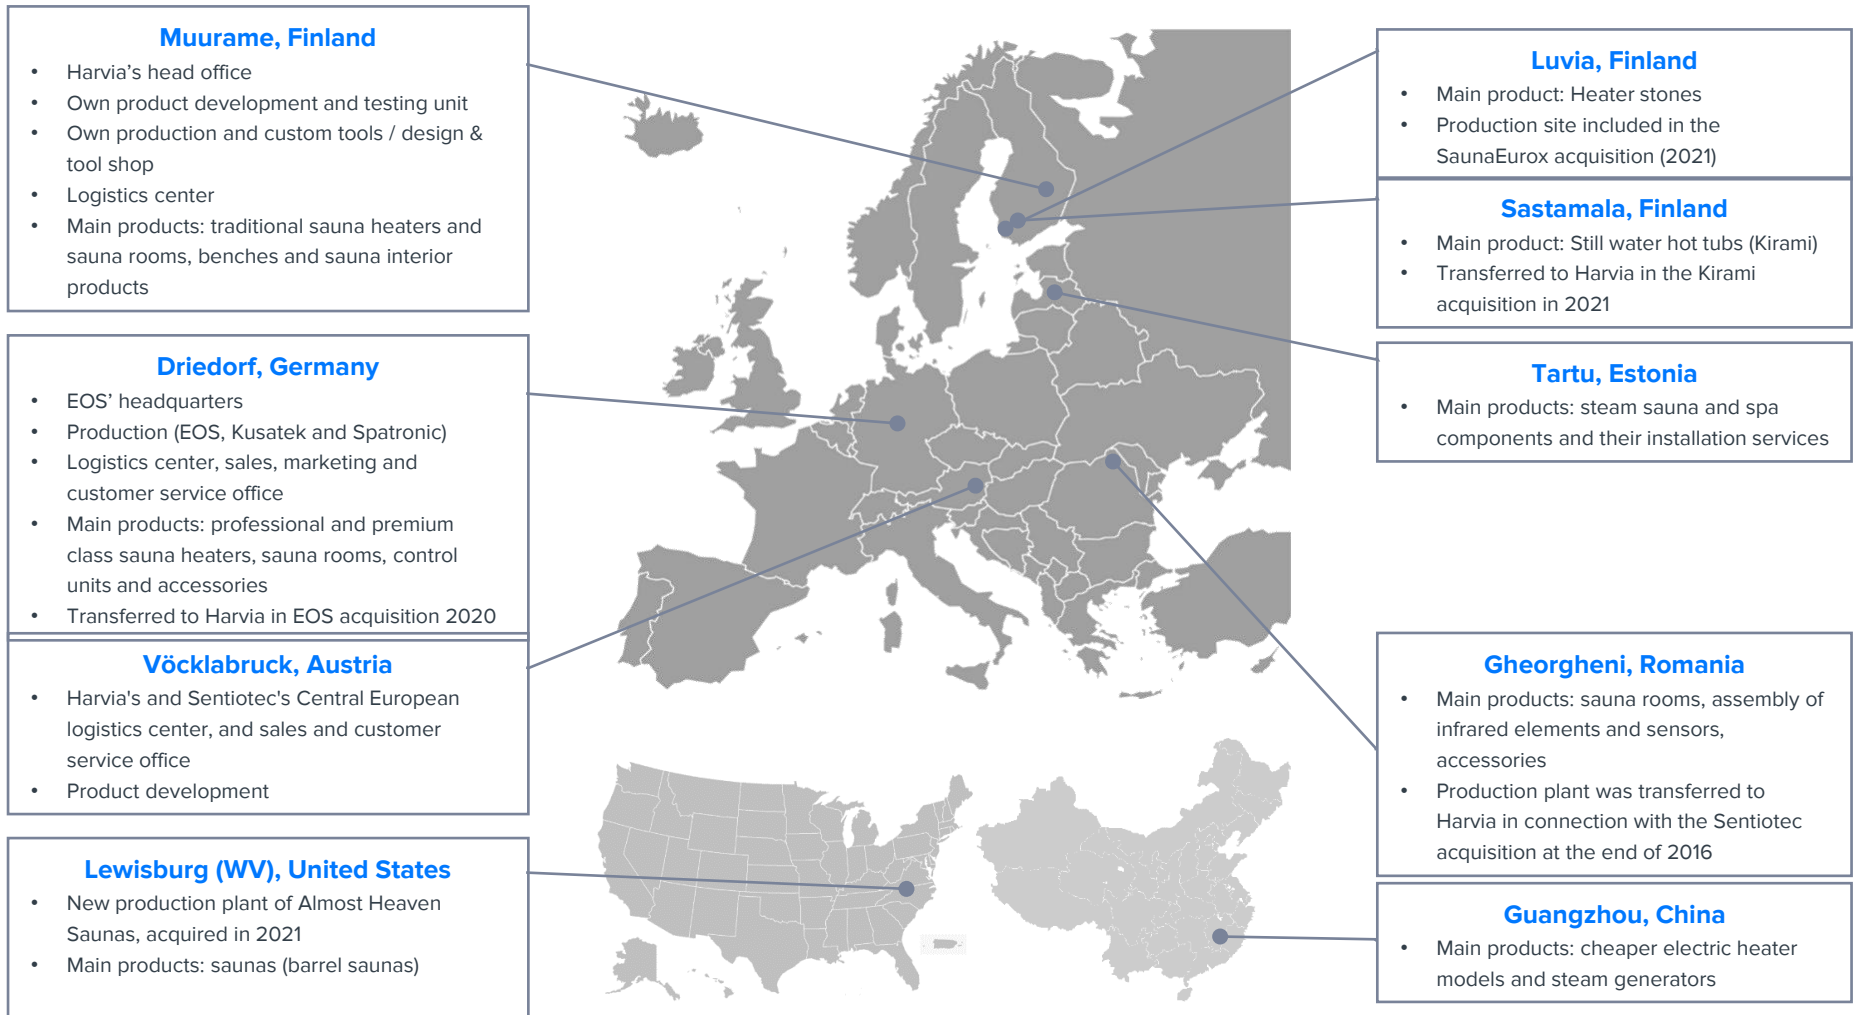 Muurame, Finland
• Harvia's head office
• Own product development and testing unit
• Own production and custom tools / design &
tool shop
• Logistics center
• Main products: traditional sauna heaters and
sauna rooms, benches and sauna interior
products
Driedorf, Germany
• EOS' headquarters
• Production (EOS, Kusatek and Spatronic)
• Logistics center, sales, marketing and
customer service office
• Main products: professional and premium
class sauna heaters, sauna rooms, control
units and accessories
• Transferred to Harvia in EOS acquisition 2020
Vöcklabruck, Austria
• Harvia's and Sentiotec's Central European
logistics center, and sales and customer
service office
• Product development
Lewisburg (WV), United States
• New production plant of Almost Heaven
Saunas, acquired in 2021
• Main products: saunas (barrel saunas)
Luvia, Finland
• Main product: Heater stones
• Production site included in the
SaunaEurox acquisition (2021)
Sastamala, Finland
• Main product: Still water hot tubs (Kirami)
• Transferred to Harvia in the Kirami
acquisition in 2021
Tartu, Estonia
• Main products: steam sauna and spa
components and their installation services
Gheorgheni, Romania
• Main products: sauna rooms, assembly of
infrared elements and sensors,
accessories
• Production plant was transferred to
Harvia in connection with the Sentiotec
acquisition at the end of 2016
Guangzhou, China
• Main products: cheaper electric heater
models and steam generators